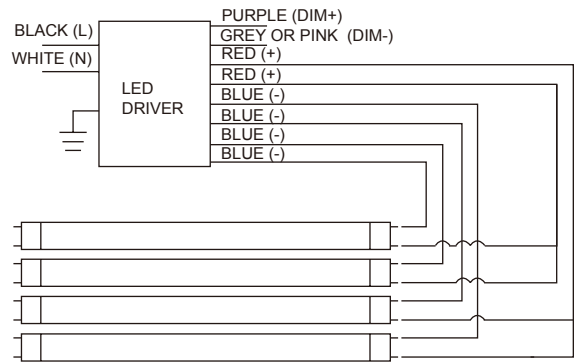 PURPLE (DIM+)
BLACK (L)
GREY OR PINK (DIM-)
WHITE (N)
RED (+)
RED (+)
LED
DRIVER
BLUE (-)
BLUE (-)
BLUE (-)
BLUE (-)